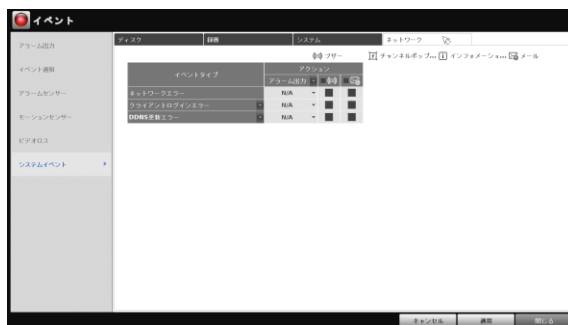 イベント
アラーム出力
イベント通知
アラームセンサー
モーションセンサー
ビデオロス
システムイベント
ディスク 録画 システム ネットワーク
ブザー チャンネルポップ... インフォメーション... メール
イベントタイプ アクション
アラーム出力
ネットワークエラー N/A
クライアントログインエラー N/A
DDNS更新エラー N/A
キャンセル 適用 閉じる